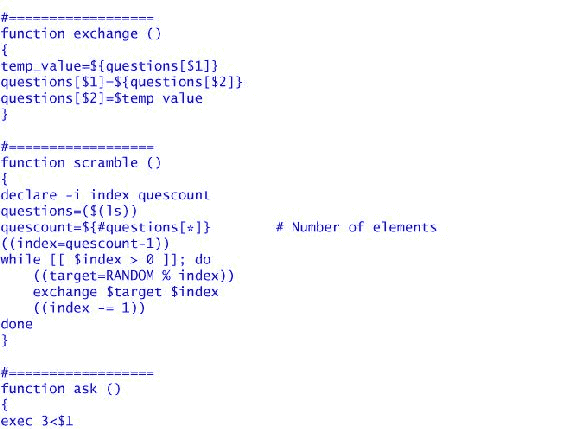 #==================
function exchange ()
{
temp_value=${questions[$1]}
questions[$1]=${questions[$2]}
questions[$2]=$temp_value
}
#==================
function scramble ()
{
declare -i index quescount
questions=($(ls))
quescount=${#questions[*]} # Number of elements
((index=quescount-1))
while [[ $index > 0 ]]; do
((target=RANDOM % index))
exchange $target $index
((index -= 1))
done
}
#==================
function ask ()
{
exec 3<$1